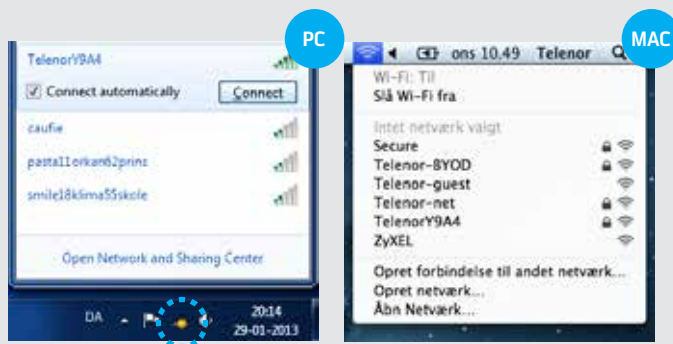 PC
TelenorY9A4
Connect automatically
Connect
caufie
pasta11orkan62prinz
smile18klima55skole
Open Network and Sharing Center
DA
20:14
29-01-2013
MAC
ons 10.49 Telenor
Wi-Fi: Til
Slå Wi-Fi fra
Intet netværk valgt
Secure
Telenor-BYOD
Telenor-guest
Telenor-net
TelenorY9A4
ZyXEL
Opret forbindelse til andet netværk...
Opret netværk...
Åbn Netværk...